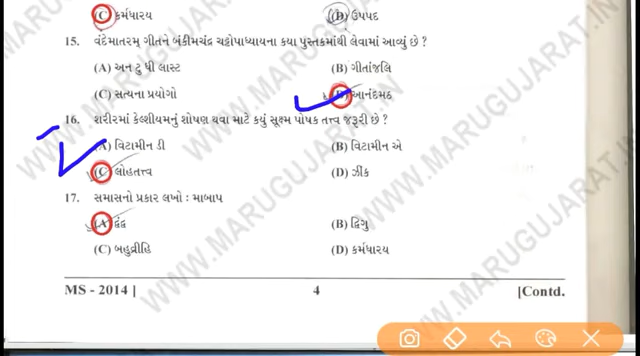 (C) કર્મધારય (D) ઉપપદ
15. વંદેમાતરમ્ ગીતને બંકીમચંદ્ર ચટ્ટોપાધ્યાયના કયા પુસ્તકમાંથી લેવામાં આવ્યું છે ?
(A) અન ટુ ધી લાસ્ટ (B) ગીતાંજલિ
(C) સત્યના પ્રયોગો (D) આનંદમઠ
16. શરીરમાં કેલ્શીયમનું શોષણ થવા માટે કયું સૂક્ષ્મ પોષક તત્ત્વ જરૂરી છે ?
(A) વિટામીન ડી (B) વિટામીન એ
(C) લોહતત્ત્વ (D) ઝીંક
17. સમાસનો પ્રકાર લખો : માબાપ
(A) દ્વંદ્વ (B) દ્વિગુ
(C) બહુવ્રીહિ (D) કર્મધારય
MS - 2014 ] 4 [Contd.
WWW.MARUGUJARAT.IN